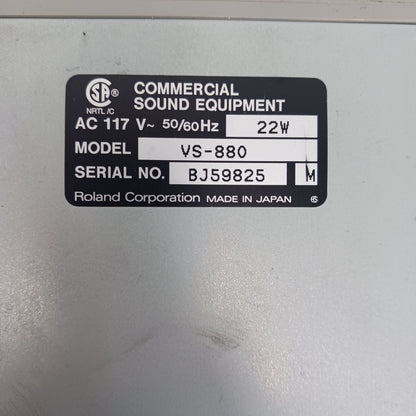 SA ®
NRTL/C
COMMERCIAL
SOUND EQUIPMENT
AC 117 V~ 50/60Hz 22W
MODEL VS-880
SERIAL NO. BJ59825 M
Roland Corporation MADE IN JAPAN